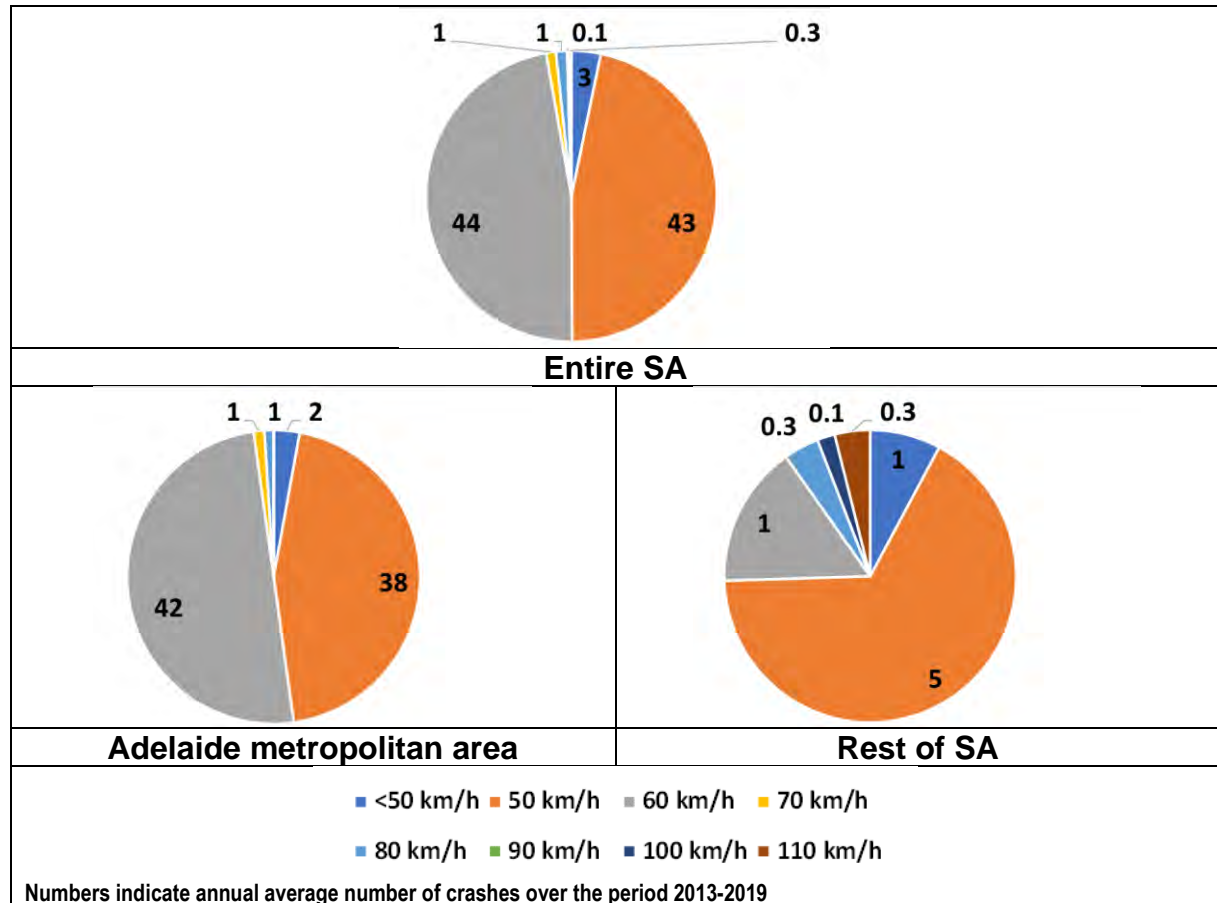 1 1 0.1 0.3
3
44 43
Entire SA
1 1 2
38
42
Adelaide metropolitan area
0.3 0.1 0.3
1
1
5
Rest of SA
<50 km/h 50 km/h 60 km/h 70 km/h
80 km/h 90 km/h 100 km/h 110 km/h
Numbers indicate annual average number of crashes over the period 2013-2019